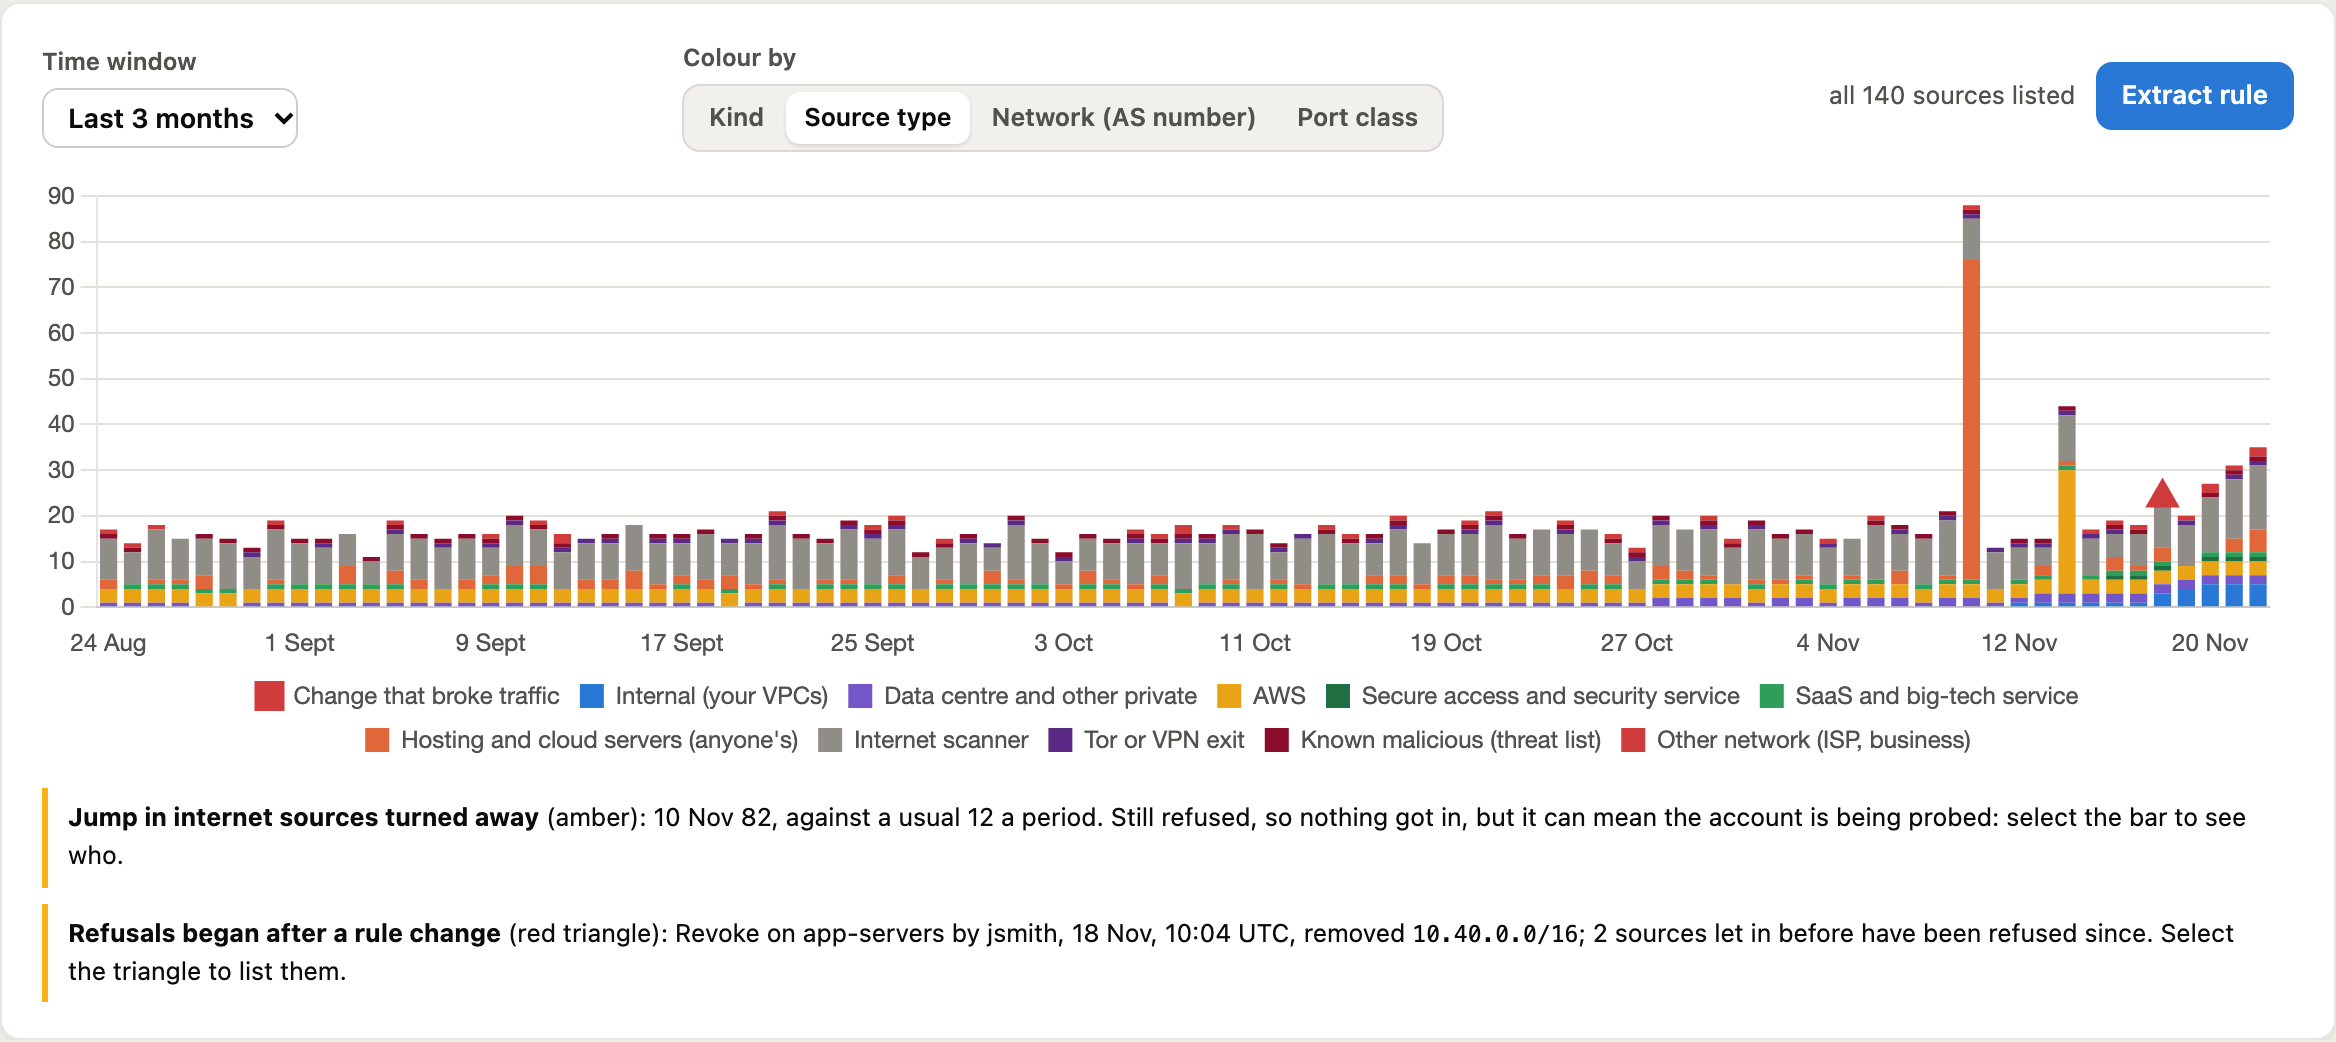 Time window
Last 3 months
Colour by
Kind
Source type
Network (AS number)
Port class
all 140 sources listed
Extract rule
90
80
70
60
50
40
30
20
10
0
24 Aug
1 Sept
9 Sept
17 Sept
25 Sept
3 Oct
11 Oct
19 Oct
27 Oct
4 Nov
12 Nov
20 Nov
Change that broke traffic
Internal (your VPCs)
Data centre and other private
AWS
Secure access and security service
SaaS and big-tech service
Hosting and cloud servers (anyone's)
Internet scanner
Tor or VPN exit
Known malicious (threat list)
Other network (ISP, business)
Jump in internet sources turned away (amber): 10 Nov 82, against a usual 12 a period. Still refused, so nothing got in, but it can mean the account is being probed: select the bar to see
who.
Refusals began after a rule change (red triangle): Revoke on app-servers by jsmith, 18 Nov, 10:04 UTC, removed 10.40.0.0/16; 2 sources let in before have been refused since. Select
the triangle to list them.